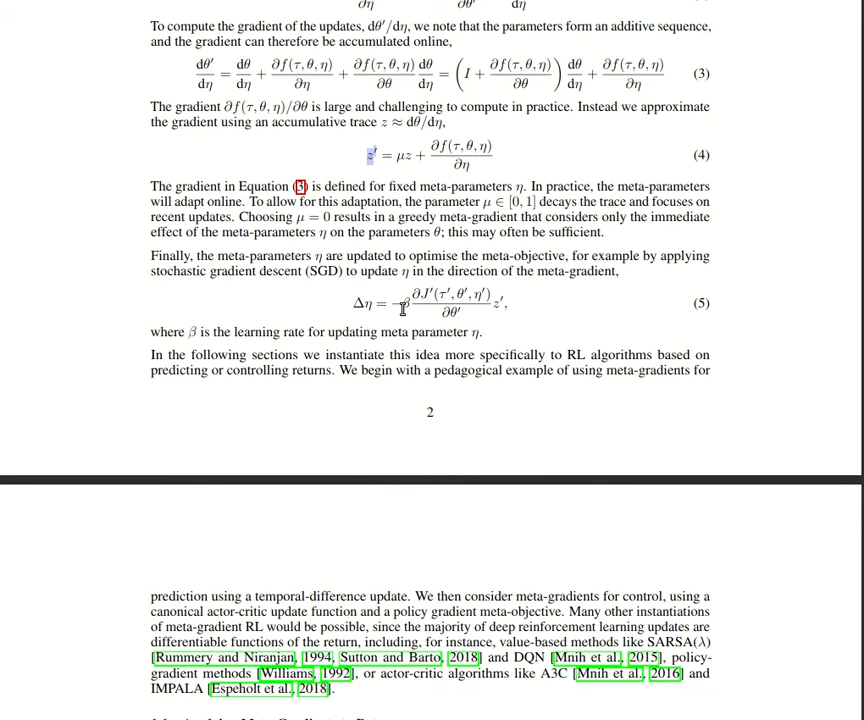 ∂η ∂θ′ dη
To compute the gradient of the updates, dθ′/dη, we note that the parameters form an additive sequence,
and the gradient can therefore be accumulated online,
dθ′/dη = dθ/dη + ∂f(τ, θ, η)/∂η + ∂f(τ, θ, η)/∂θ dθ/dη = (I + ∂f(τ, θ, η)/∂θ) dθ/dη + ∂f(τ, θ, η)/∂η (3)
The gradient ∂f(τ, θ, η)/∂θ is large and challenging to compute in practice. Instead we approximate
the gradient using an accumulative trace z ≈ dθ/dη,
z′ = μz + ∂f(τ, θ, η)/∂η (4)
The gradient in Equation (3) is defined for fixed meta-parameters η. In practice, the meta-parameters
will adapt online. To allow for this adaptation, the parameter μ ∈ [0, 1] decays the trace and focuses on
recent updates. Choosing μ = 0 results in a greedy meta-gradient that considers only the immediate
effect of the meta-parameters η on the parameters θ; this may often be sufficient.
Finally, the meta-parameters η are updated to optimise the meta-objective, for example by applying
stochastic gradient descent (SGD) to update η in the direction of the meta-gradient,
Δη = −β ∂J′(τ′, θ′, η′)/∂θ′ z′, (5)
where β is the learning rate for updating meta parameter η.
In the following sections we instantiate this idea more specifically to RL algorithms based on
predicting or controlling returns. We begin with a pedagogical example of using meta-gradients for
2
prediction using a temporal-difference update. We then consider meta-gradients for control, using a
canonical actor-critic update function and a policy gradient meta-objective. Many other instantiations
of meta-gradient RL would be possible, since the majority of deep reinforcement learning updates are
differentiable functions of the return, including, for instance, value-based methods like SARSA(λ)
[Rummery and Niranjan, 1994, Sutton and Barto, 2018] and DQN [Mnih et al., 2015], policy-
gradient methods [Williams, 1992], or actor-critic algorithms like A3C [Mnih et al., 2016] and
IMPALA [Espeholt et al., 2018].